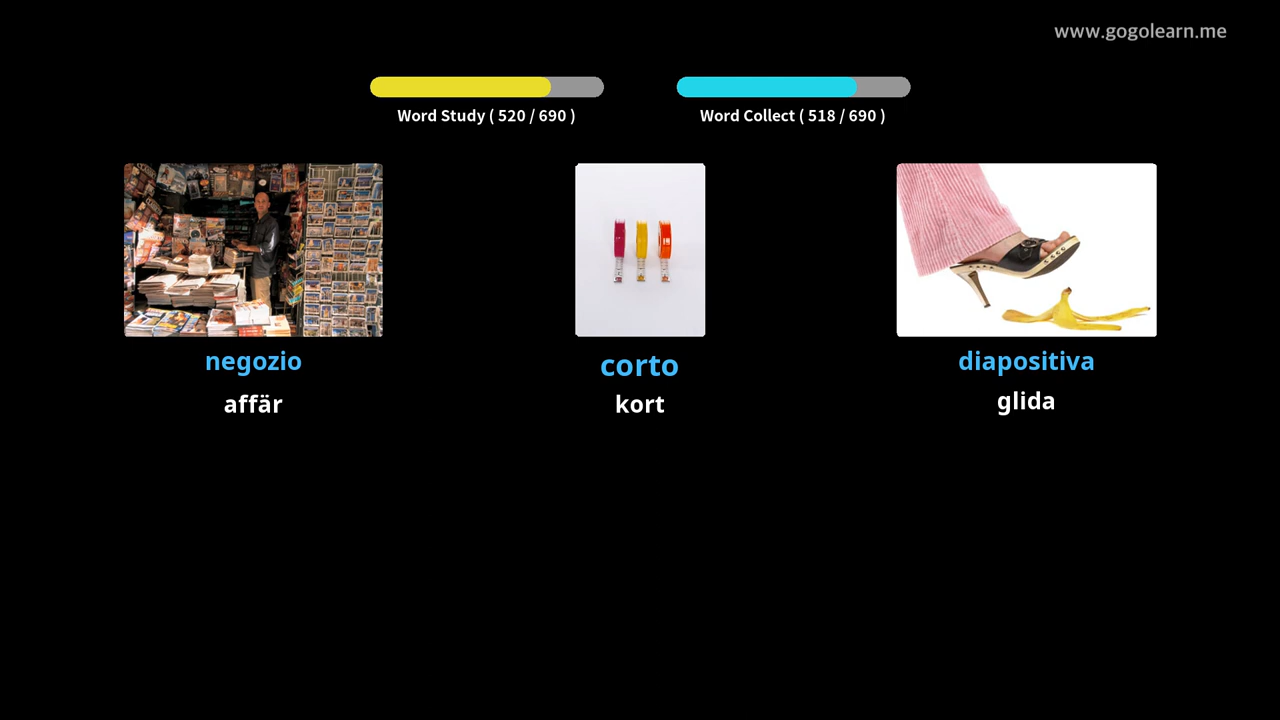 www.gogolearn.me
Word Study ( 520 / 690 )
Word Collect ( 518 / 690 )
negozio
affär
corto
kort
diapositiva
glida